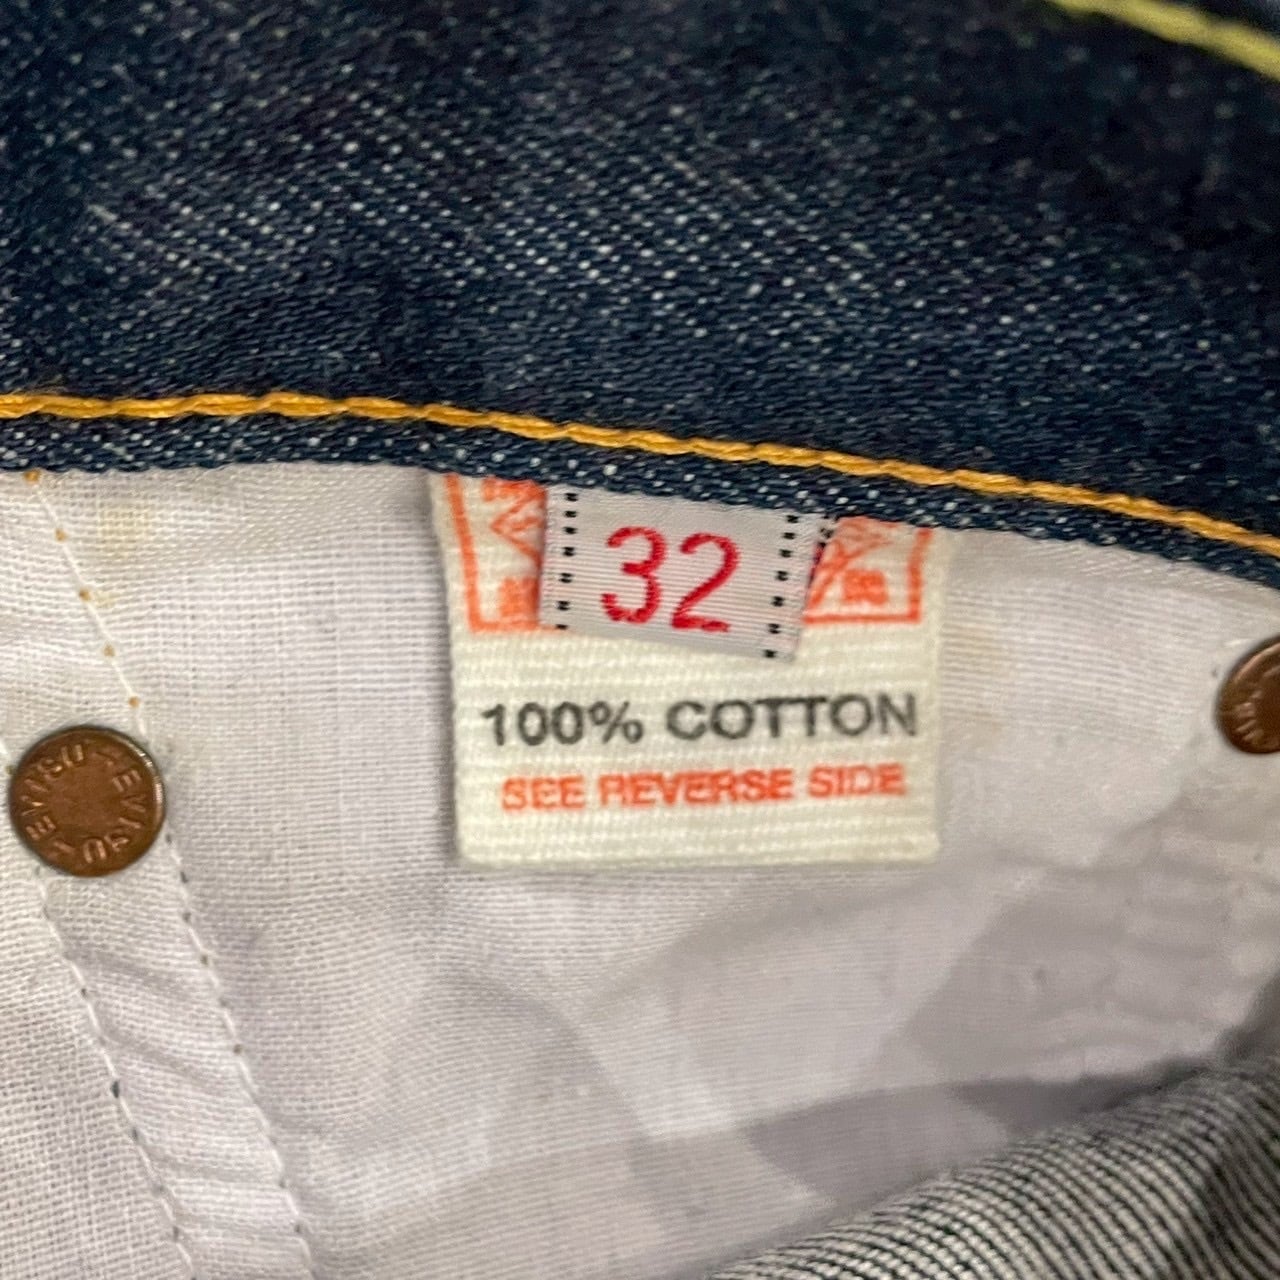 32
100% COTTON
SEE REVERSE SIDE